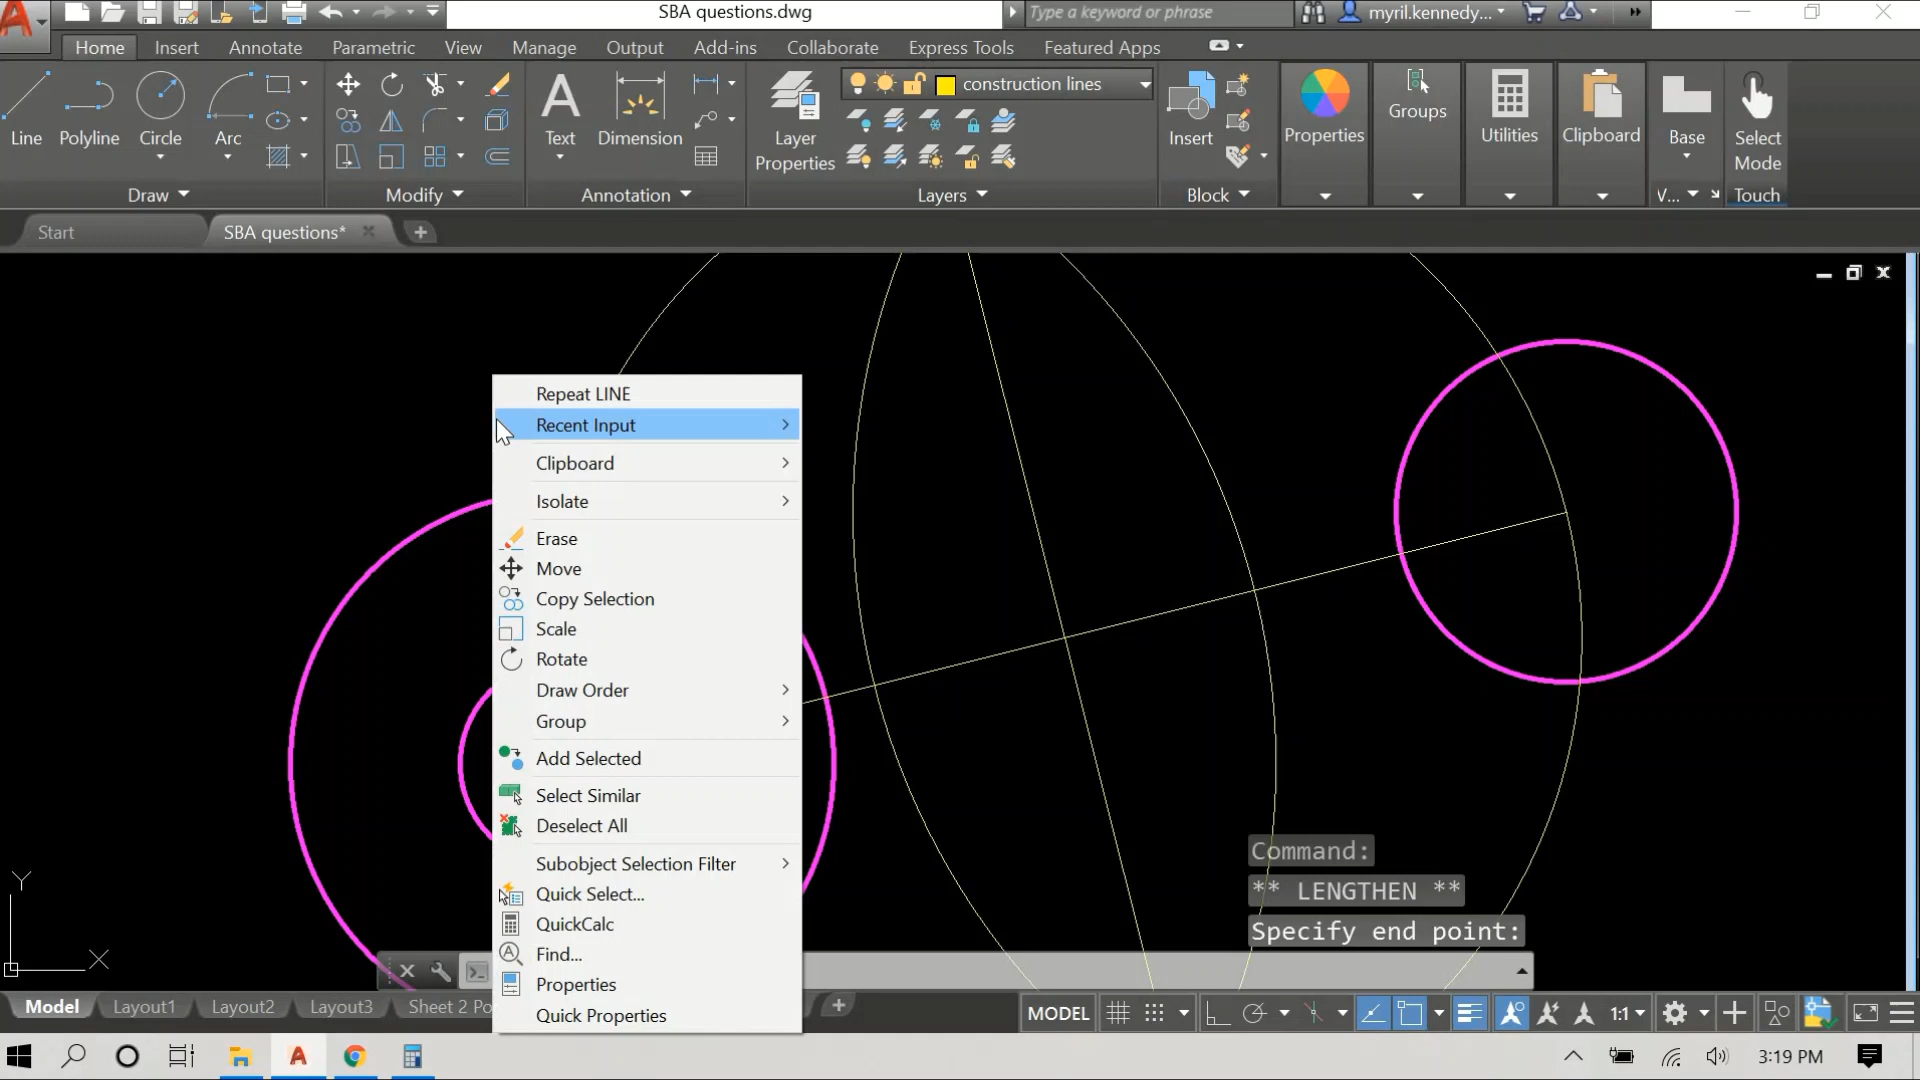 SBA questions.dwg
Type a keyword or phrase
myril.kennedy...
Home Insert Annotate Parametric View Manage Output Add-ins Collaborate Express Tools Featured Apps
Line Polyline Circle Arc Text Dimension Layer Properties construction lines Insert Properties Groups Utilities Clipboard Base Select Mode
Draw Modify Annotation Layers Block V... Touch
Start SBA questions*
Repeat LINE
Recent Input
Clipboard
Isolate
Erase
Move
Copy Selection
Scale
Rotate
Draw Order
Group
Add Selected
Select Similar
Deselect All
Subobject Selection Filter
Quick Select...
QuickCalc
Find...
Properties
Quick Properties
Command:
** LENGTHEN **
Specify end point:
Y
X
Model Layout1 Layout2 Layout3 Sheet 2 Po
MODEL 1:1
3:19 PM